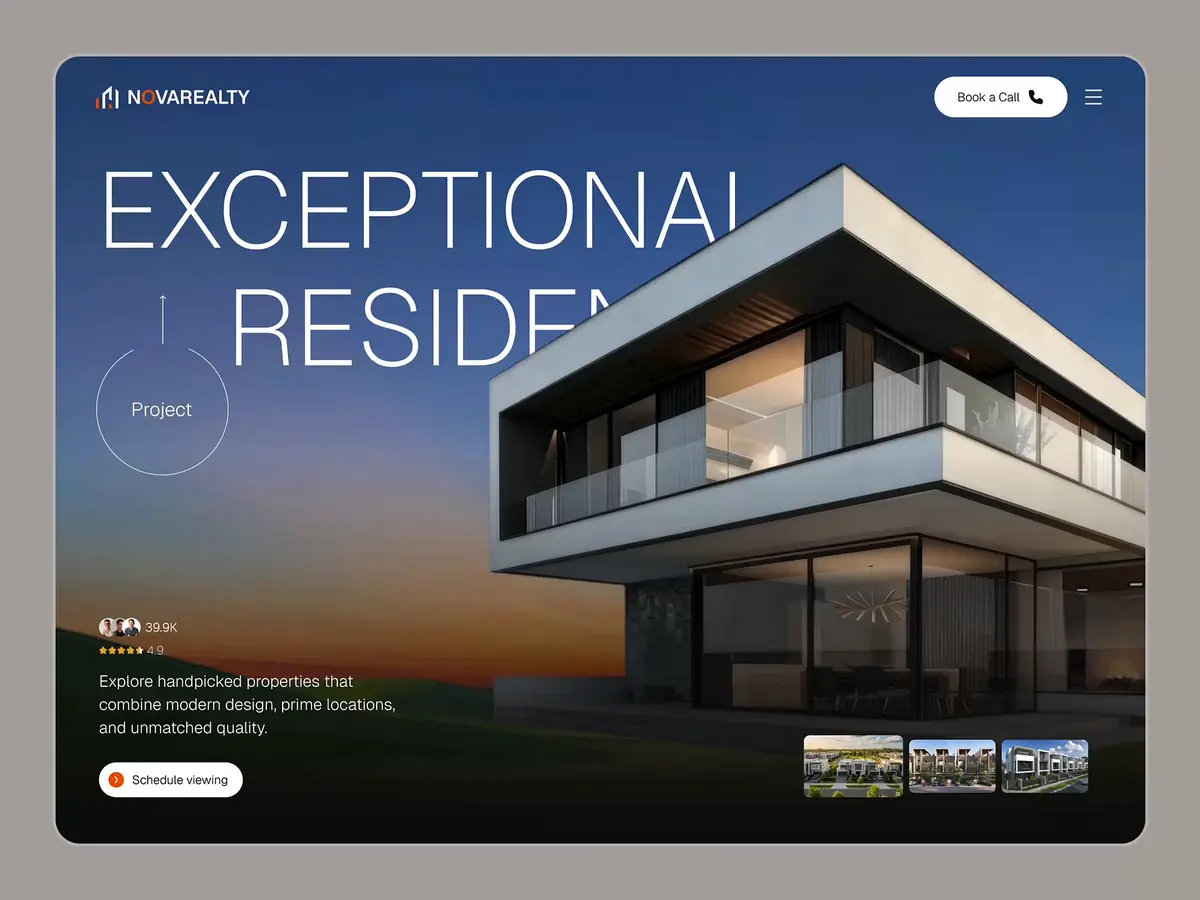 NOVAREALTY
Book a Call
EXCEPTIONAL
RESIDEN
Project
39.9K
4.9
Explore handpicked properties that
combine modern design, prime locations,
and unmatched quality.
Schedule viewing